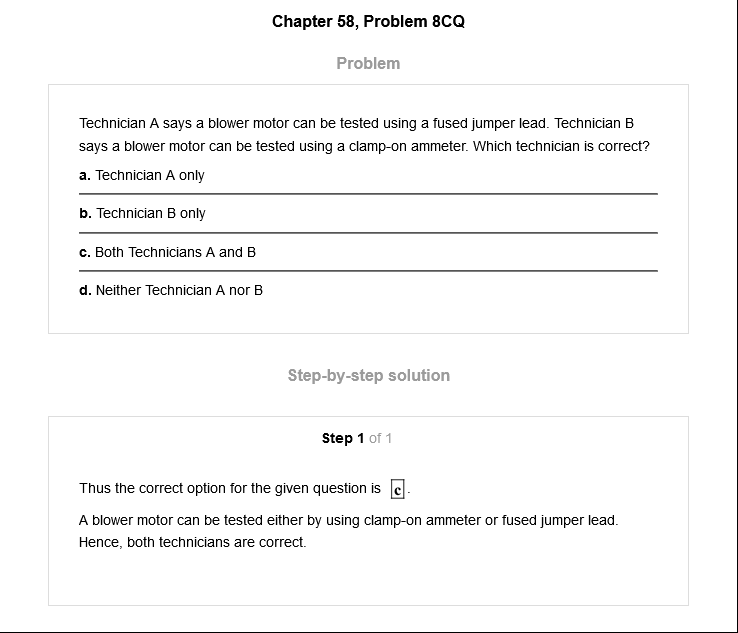 Chapter 58, Problem 8CQ
Problem
Technician A says a blower motor can be tested using a fused jumper lead. Technician B
says a blower motor can be tested using a clamp-on ammeter. Which technician is correct?
a. Technician A only
b. Technician B only
c. Both Technicians A and B
d. Neither Technician A nor B
Step-by-step solution
Step 1 of 1
Thus the correct option for the given question is c.
A blower motor can be tested either by using clamp-on ammeter or fused jumper lead.
Hence, both technicians are correct.